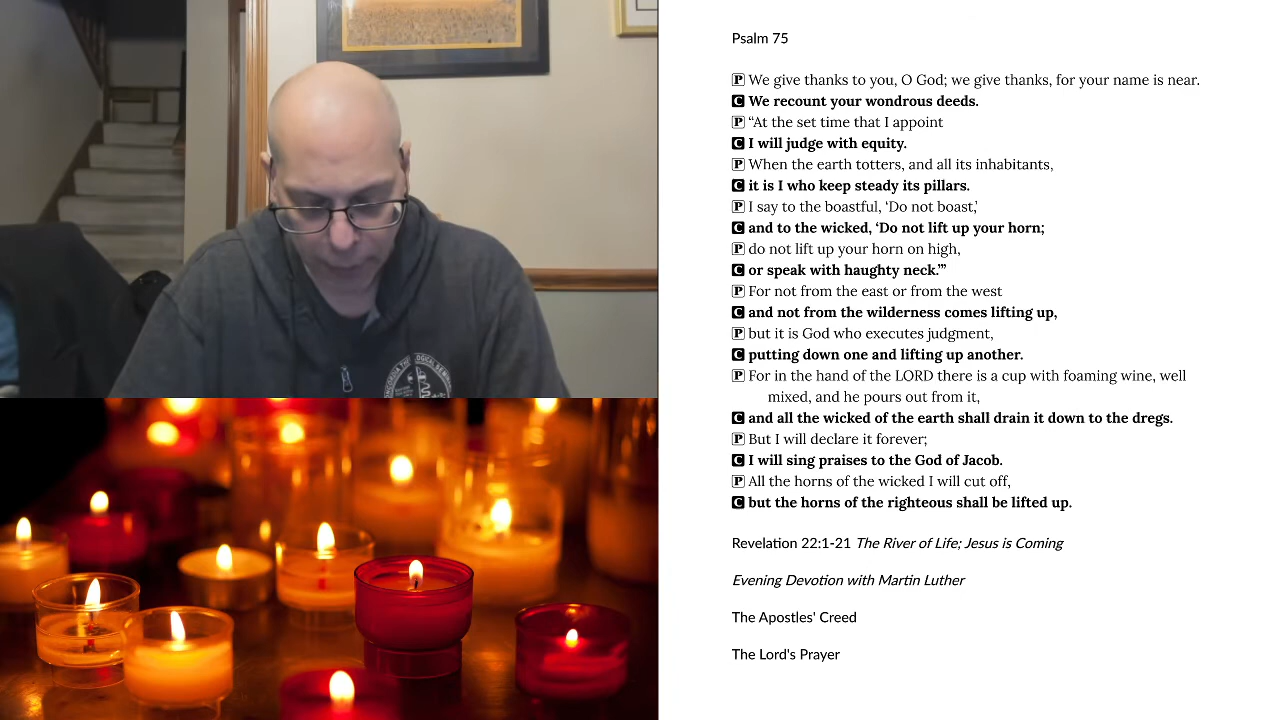 Psalm 75
P We give thanks to you, O God; we give thanks, for your name is near.
C We recount your wondrous deeds.
P “At the set time that I appoint
C I will judge with equity.
P When the earth totters, and all its inhabitants,
C it is I who keep steady its pillars.
P I say to the boastful, ‘Do not boast,’
C and to the wicked, ‘Do not lift up your horn;
P do not lift up your horn on high,
C or speak with haughty neck.’”
P For not from the east or from the west
C and not from the wilderness comes lifting up,
P but it is God who executes judgment,
C putting down one and lifting up another.
P For in the hand of the LORD there is a cup with foaming wine, well
mixed, and he pours out from it,
C and all the wicked of the earth shall drain it down to the dregs.
P But I will declare it forever;
C I will sing praises to the God of Jacob.
P All the horns of the wicked I will cut off,
C but the horns of the righteous shall be lifted up.
Revelation 22:1-21 The River of Life; Jesus is Coming
Evening Devotion with Martin Luther
The Apostles' Creed
The Lord's Prayer